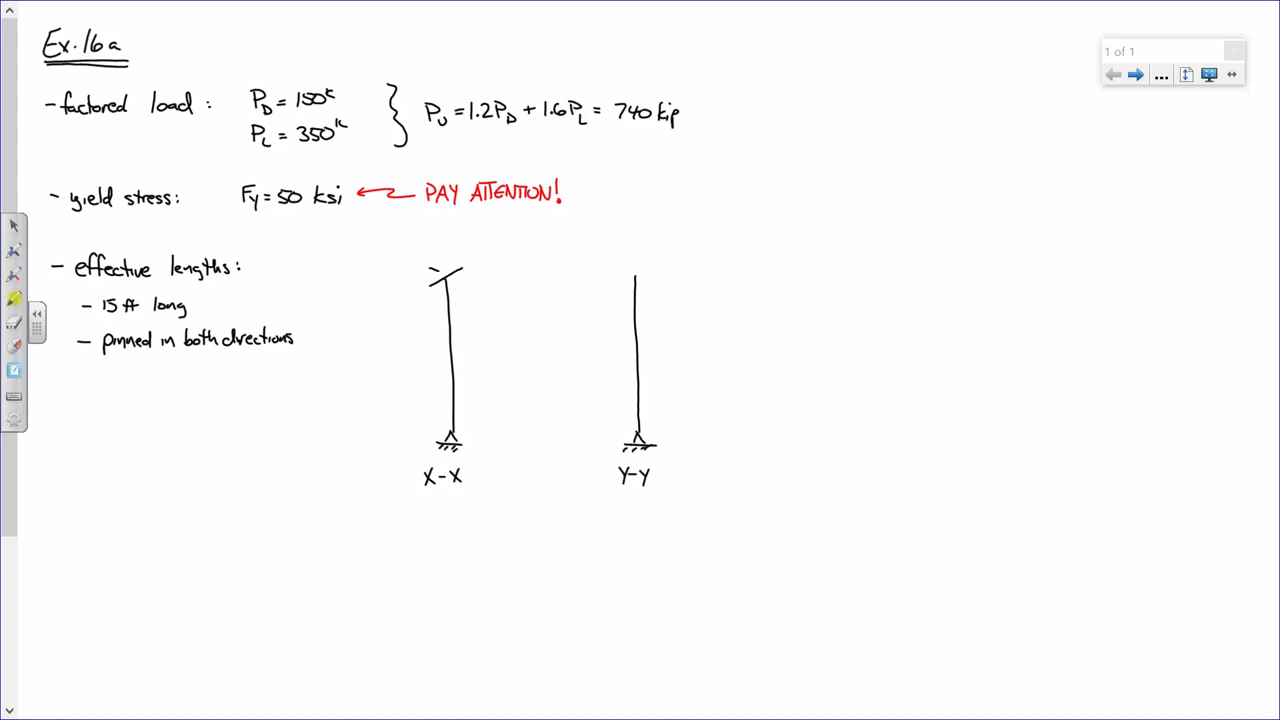 Ex. 16a
1 of 1
- factored load : P_D = 150^k
P_L = 350^k
} P_U = 1.2P_D + 1.6P_L = 740 kip
- yield stress: F_y = 50 ksi PAY ATTENTION!
- effective lengths:
- 15 ft long
- pinned in both directions
X-X Y-Y